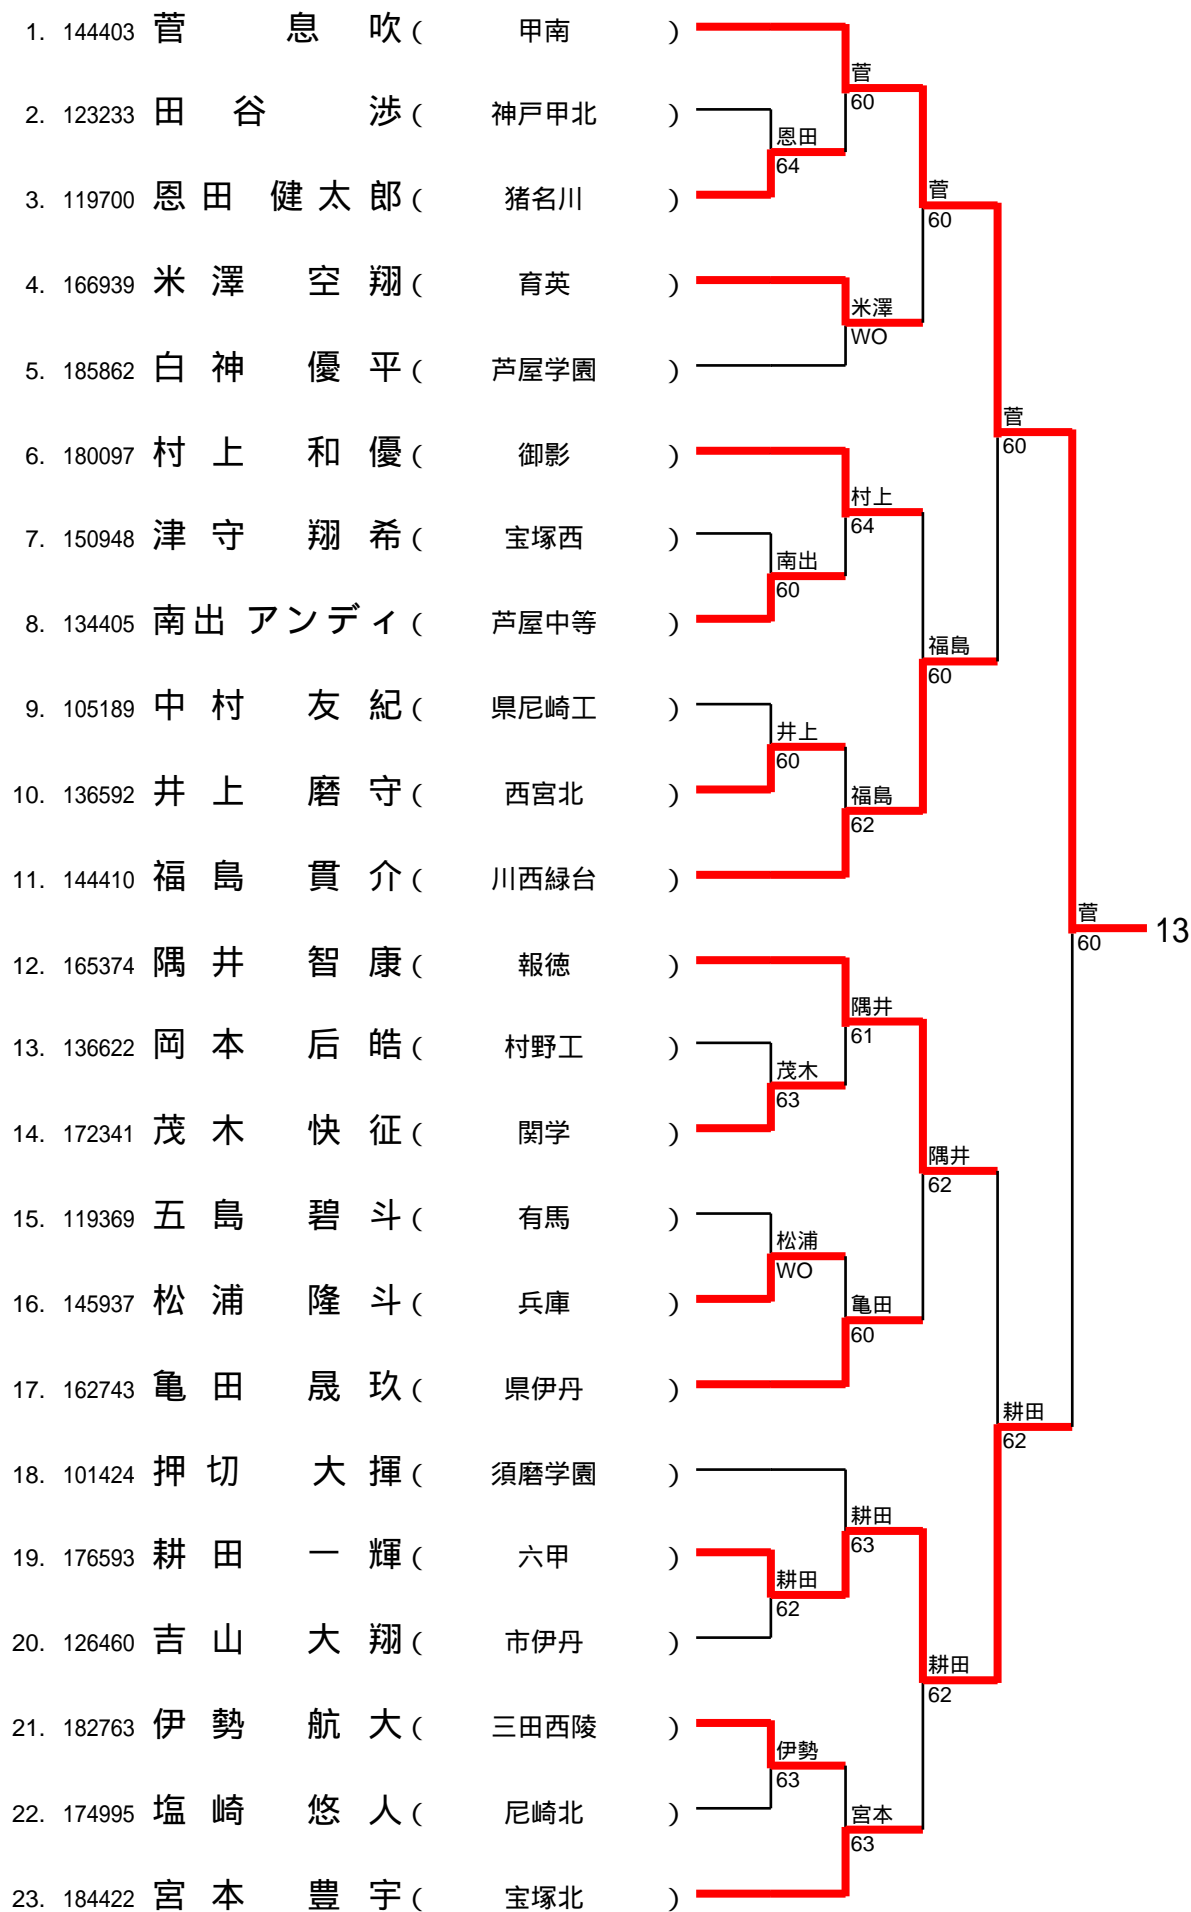 1. 144403 菅 息 吹 ( 甲南 )
菅
60
2. 123233 田 谷 渉 ( 神戸甲北 )
恩田
64
3. 119700 恩 田 健 太 郎 ( 猪名川 )
菅
60
4. 166939 米 澤 空 翔 ( 育英 )
米澤
WO
5. 185862 白 神 優 平 ( 芦屋学園 )
菅
60
6. 180097 村 上 和 優 ( 御影 )
村上
64
7. 150948 津 守 翔 希 ( 宝塚西 )
南出
60
8. 134405 南 出 アンディ ( 芦屋中等 )
福島
60
9. 105189 中 村 友 紀 ( 県尼崎工 )
井上
60
10. 136592 井 上 磨 守 ( 西宮北 )
福島
62
11. 144410 福 島 貫 介 ( 川西緑台 )
菅
60
13
12. 165374 隅 井 智 康 ( 報徳 )
隅井
61
13. 136622 岡 本 后 皓 ( 村野工 )
茂木
63
14. 172341 茂 木 快 征 ( 関学 )
隅井
62
15. 119369 五 島 碧 斗 ( 有馬 )
松浦
WO
16. 145937 松 浦 隆 斗 ( 兵庫 )
亀田
60
17. 162743 亀 田 晟 玖 ( 県伊丹 )
耕田
62
18. 101424 押 切 大 揮 ( 須磨学園 )
耕田
63
19. 176593 耕 田 一 輝 ( 六甲 )
耕田
62
20. 126460 吉 山 大 翔 ( 市伊丹 )
耕田
62
21. 182763 伊 勢 航 大 ( 三田西陵 )
伊勢
63
22. 174995 塩 崎 悠 人 ( 尼崎北 )
宮本
63
23. 184422 宮 本 豊 宇 ( 宝塚北 )